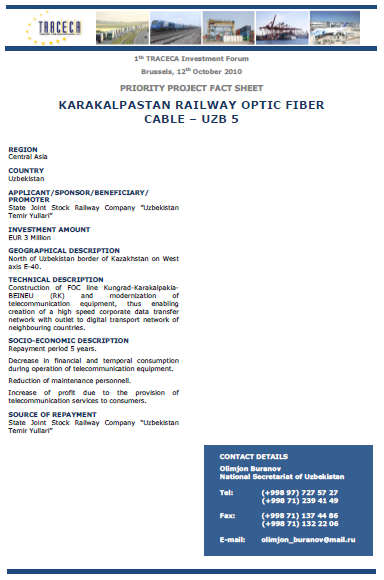 TRACECA
1th TRACECA Investment Forum
Brussels, 12th October 2010
PRIORITY PROJECT FACT SHEET
KARAKALPASTAN RAILWAY OPTIC FIBER
CABLE – UZB 5
REGION
Central Asia
COUNTRY
Uzbekistan
APPLICANT/SPONSOR/BENEFICIARY/
PROMOTER
State Joint Stock Railway Company "Uzbekistan
Temir Yullari"
INVESTMENT AMOUNT
EUR 3 Million
GEOGRAPHICAL DESCRIPTION
North of Uzbekistan border of Kazakhstan on West
axis E-40.
TECHNICAL DESCRIPTION
Construction of FOC line Kungrad-Karakalpakia-
BEINEU (RK) and modernization of
telecommunication equipment, thus enabling
creation of a high speed corporate data transfer
network with outlet to digital transport network of
neighbouring countries.
SOCIO-ECONOMIC DESCRIPTION
Repayment period 5 years.
Decrease in financial and temporal consumption
during operation of telecommunication equipment.
Reduction of maintenance personnell.
Increase of profit due to the provision of
telecommunication services to consumers.
SOURCE OF REPAYMENT
State Joint Stock Railway Company "Uzbekistan
Temir Yullari"
CONTACT DETAILS
Olimjon Buranov
National Secretariat of Uzbekistan
Tel: (+998 97) 727 57 27
(+998 71) 239 41 49
Fax: (+998 71) 137 44 86
(+998 71) 132 22 06
E-mail: olimjon_buranov@mail.ru